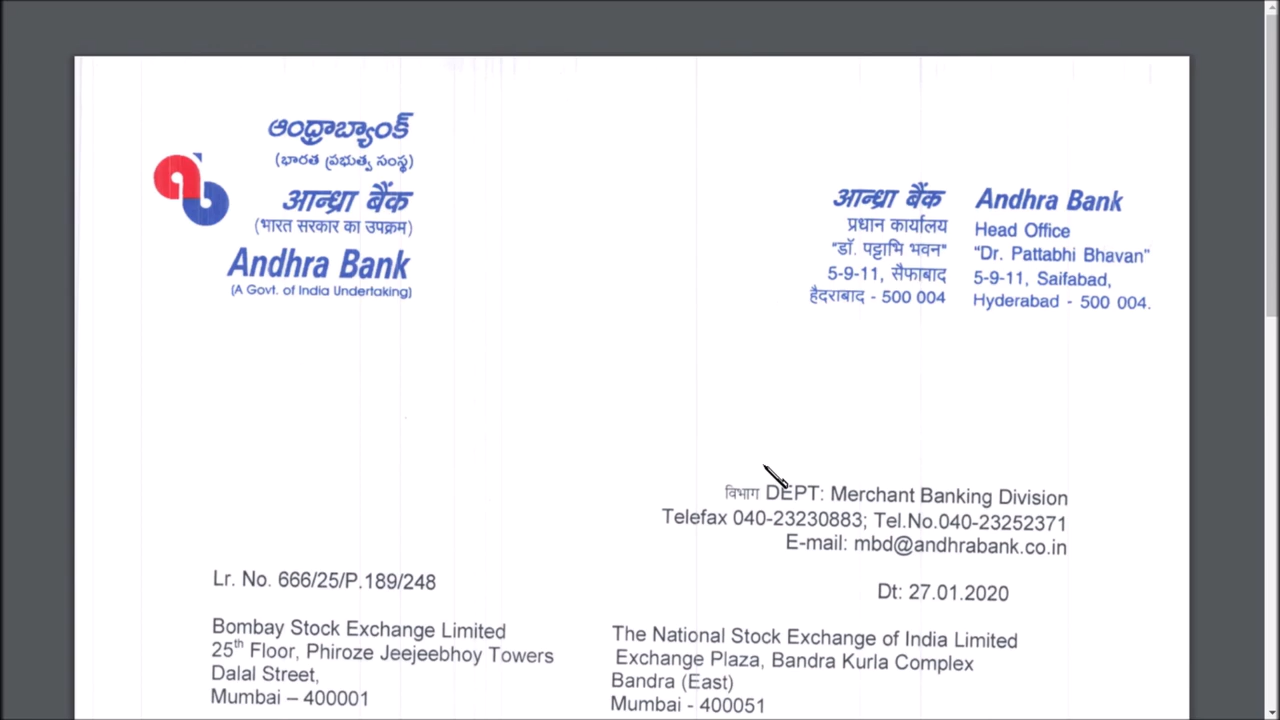 ఆంధ్రాబ్యాంక్
(భారత ప్రభుత్వ సంస్థ)
आन्ध्रा बैंक
(भारत सरकार का उपक्रम)
Andhra Bank
(A Govt. of India Undertaking)
आन्ध्रा बैंक
प्रधान कार्यालय
"डॉ. पट्टाभि भवन"
5-9-11, सैफाबाद
हैदराबाद - 500 004
Andhra Bank
Head Office
"Dr. Pattabhi Bhavan"
5-9-11, Saifabad,
Hyderabad - 500 004.
विभाग DEPT: Merchant Banking Division
Telefax 040-23230883; Tel.No.040-23252371
E-mail: mbd@andhrabank.co.in
Lr. No. 666/25/P.189/248
Dt: 27.01.2020
Bombay Stock Exchange Limited
25th Floor, Phiroze Jeejeebhoy Towers
Dalal Street,
Mumbai – 400001
The National Stock Exchange of India Limited
Exchange Plaza, Bandra Kurla Complex
Bandra (East)
Mumbai - 400051